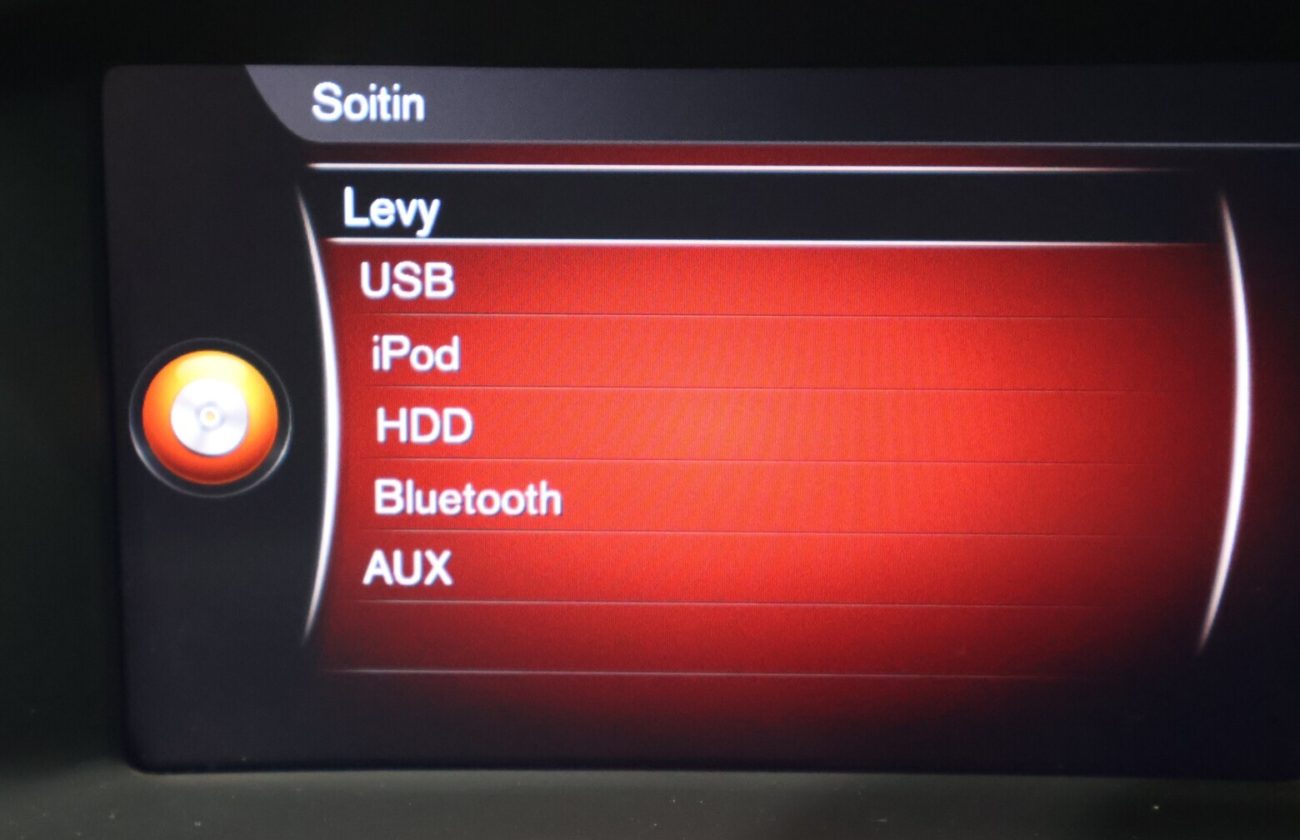 Soitin
Levy
USB
iPod
HDD
Bluetooth
AUX